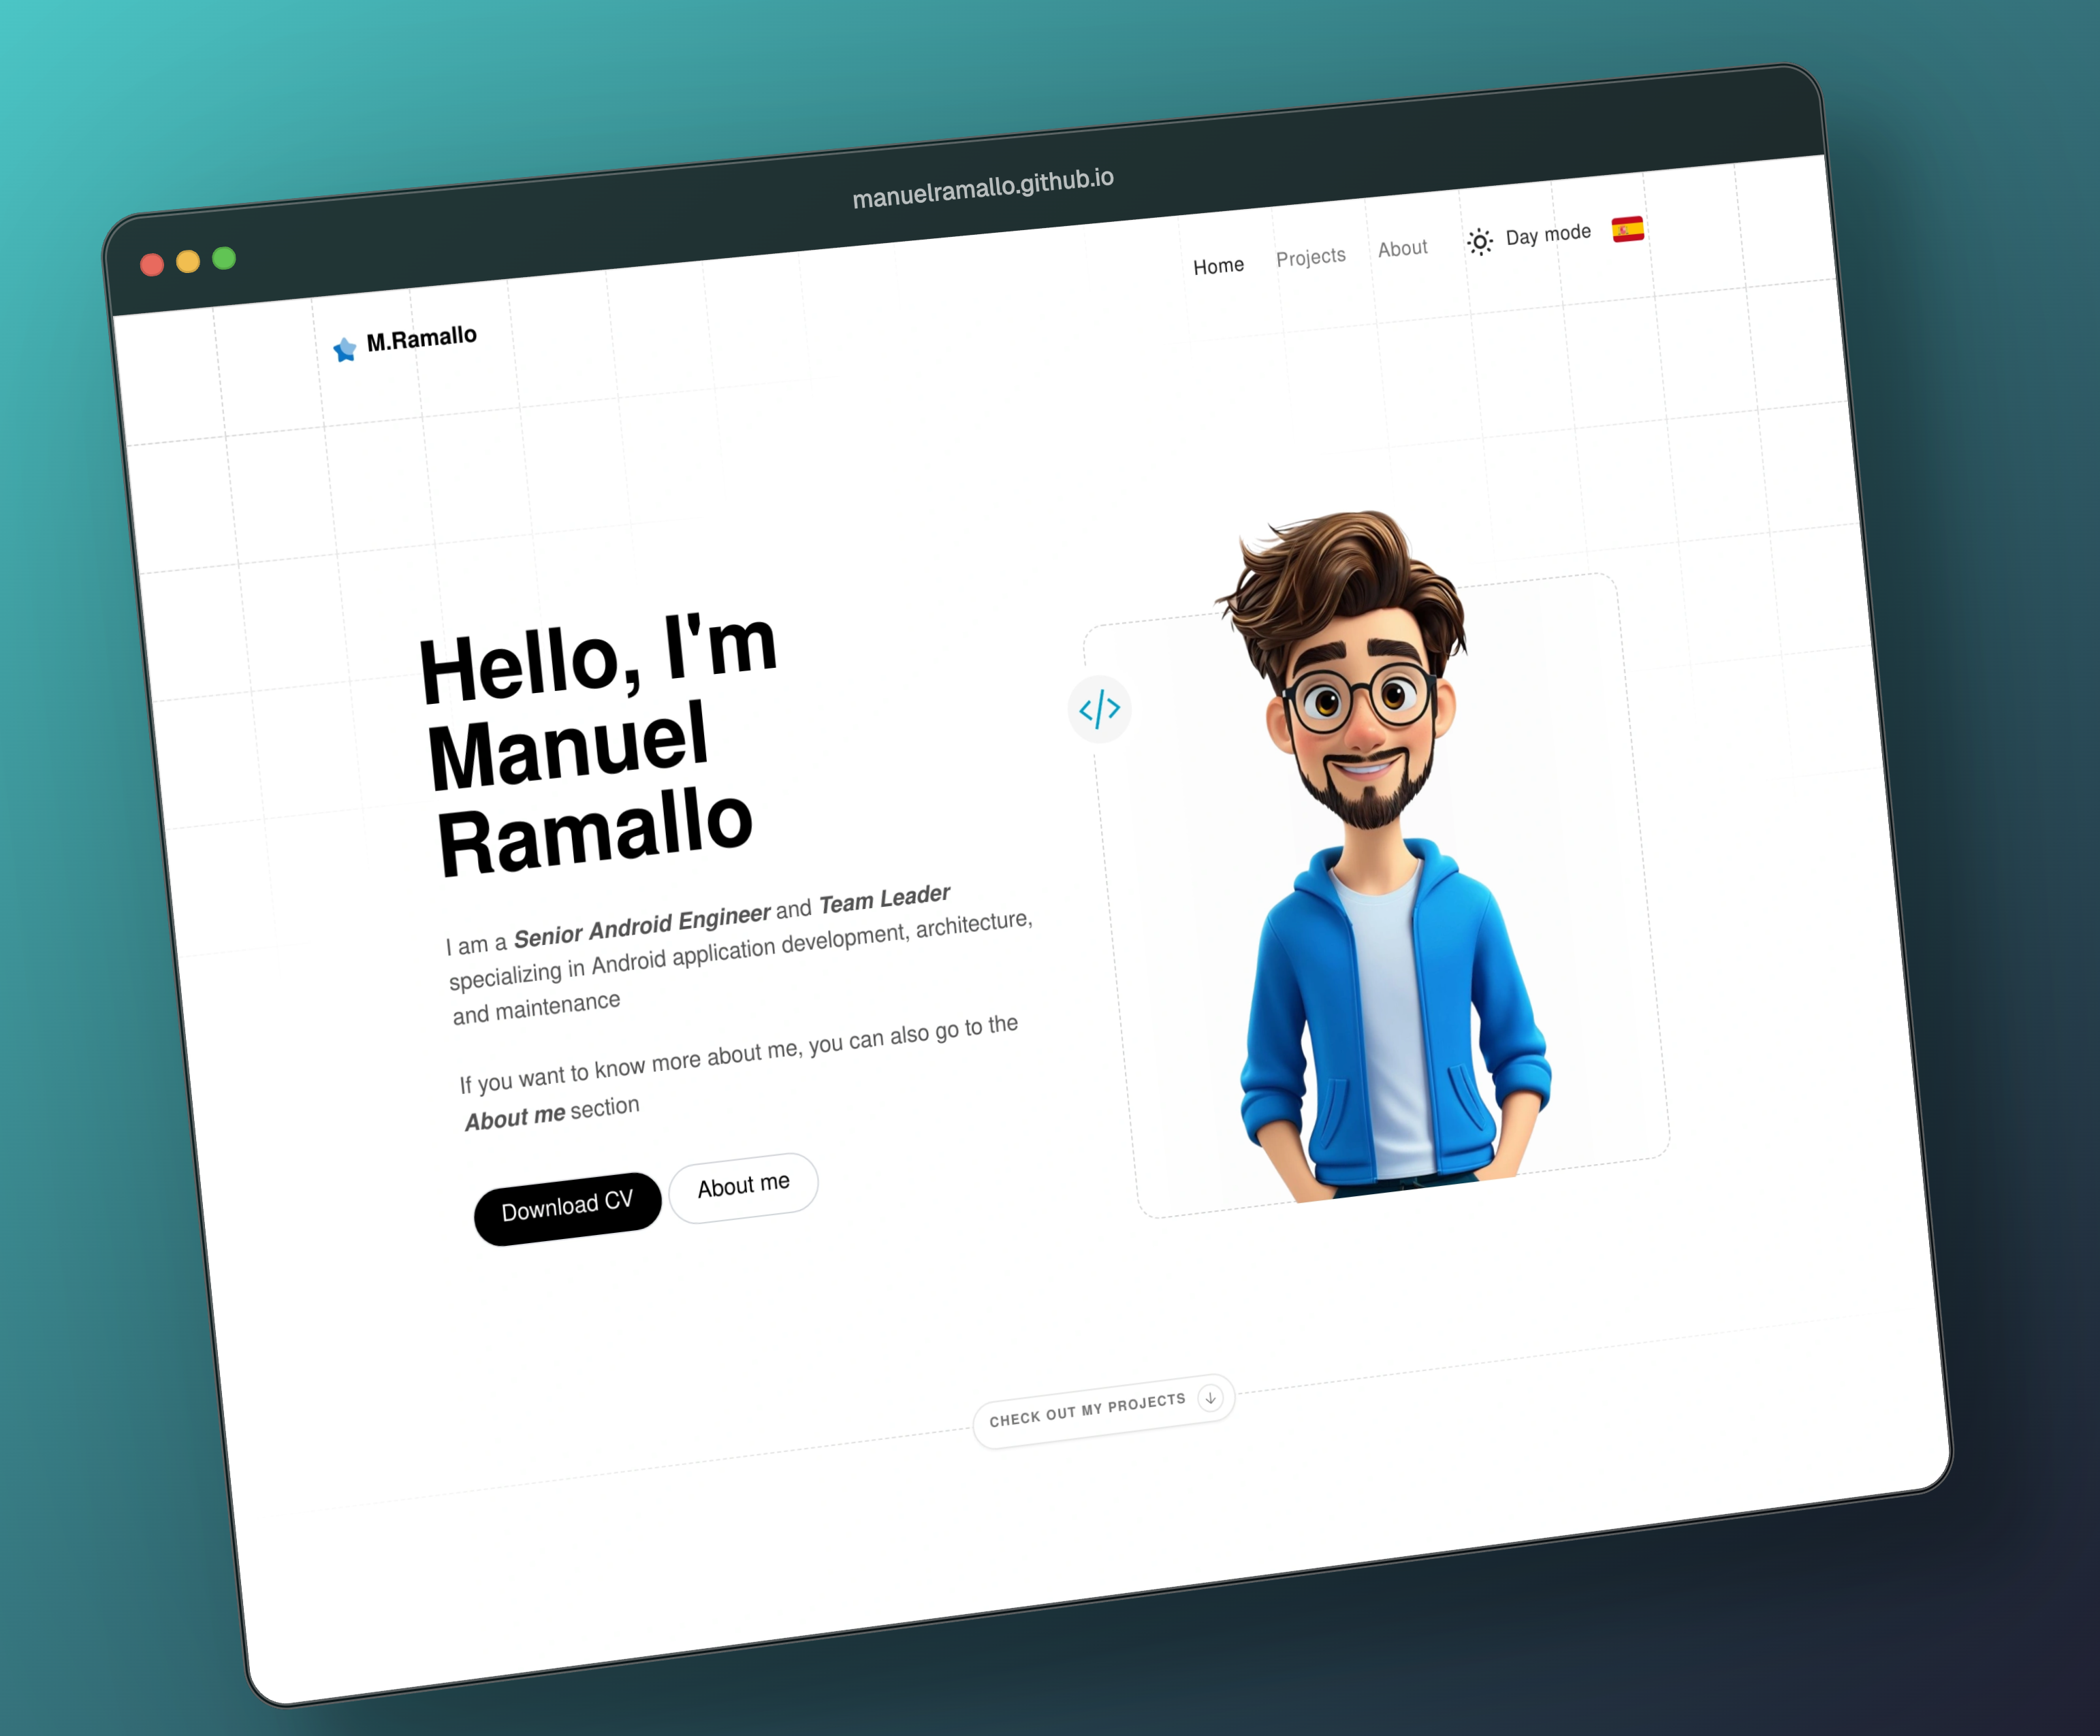 manuelramallo.github.io
M.Ramallo
Home
Projects
About
Day mode
Hello, I'm
Manuel
Ramallo
</>
I am a Senior Android Engineer and Team Leader
specializing in Android application development, architecture,
and maintenance
If you want to know more about me, you can also go to the
About me section
Download CV
About me
CHECK OUT MY PROJECTS